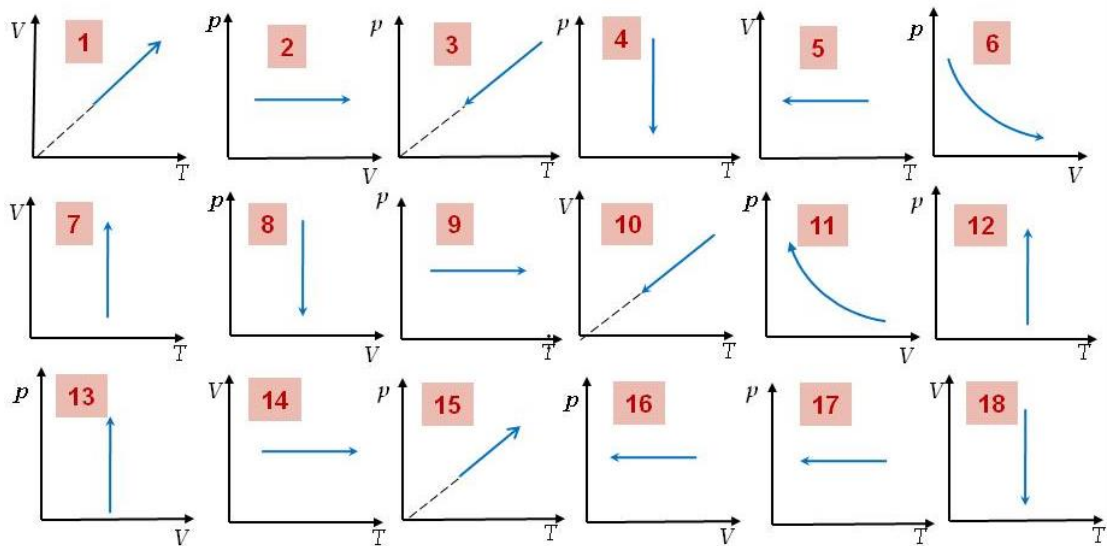 V 1 T
p 2 V
p 3 T
p 4 T
V 5 T
p 6 V
V 7 T
p 8 V
p 9 T
V 10 T
p 11 V
p 12 T
p 13 V
V 14 T
p 15 T
p 16 V
p 17 T
V 18 T